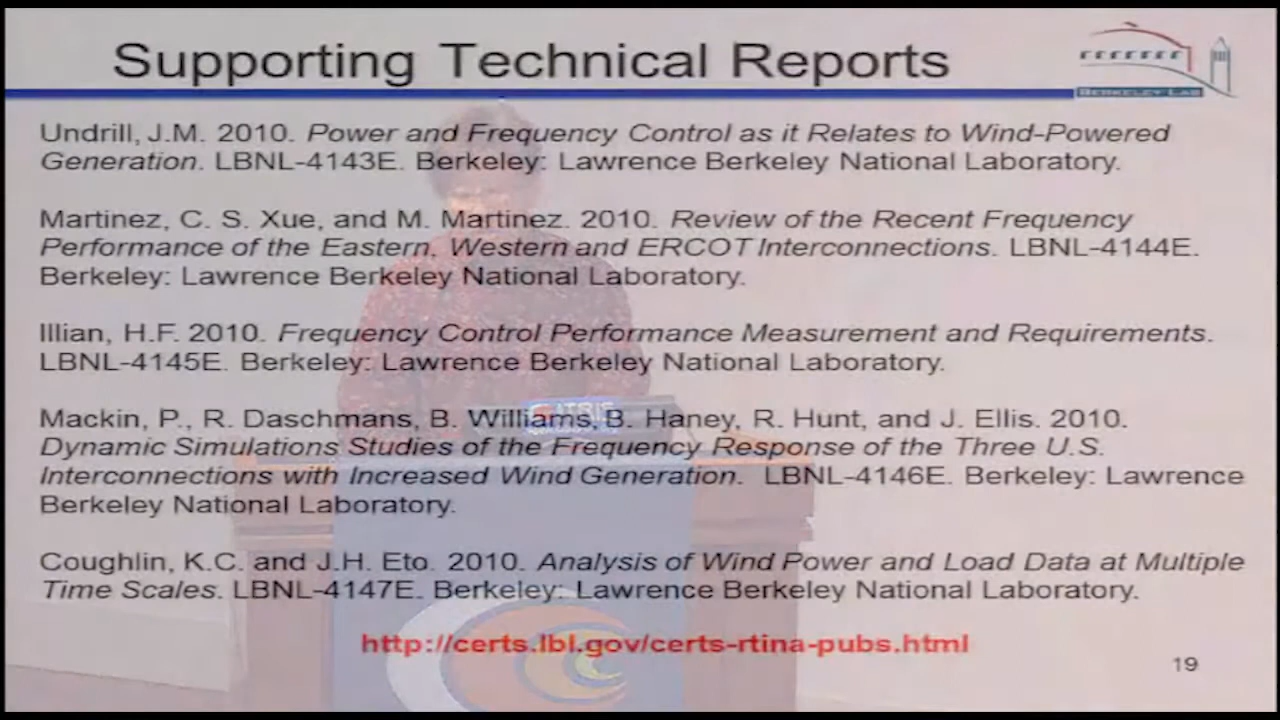 Supporting Technical Reports
BERKELEY LAB
Undrill, J.M. 2010. Power and Frequency Control as it Relates to Wind-Powered
Generation. LBNL-4143E. Berkeley: Lawrence Berkeley National Laboratory.
Martinez, C. S. Xue, and M. Martinez. 2010. Review of the Recent Frequency
Performance of the Eastern, Western and ERCOT Interconnections. LBNL-4144E.
Berkeley: Lawrence Berkeley National Laboratory.
Illian, H.F. 2010. Frequency Control Performance Measurement and Requirements.
LBNL-4145E. Berkeley: Lawrence Berkeley National Laboratory.
Mackin, P., R. Daschmans, B. Williams, B. Haney, R. Hunt, and J. Ellis. 2010.
Dynamic Simulations Studies of the Frequency Response of the Three U.S.
Interconnections with Increased Wind Generation. LBNL-4146E. Berkeley: Lawrence
Berkeley National Laboratory.
Coughlin, K.C. and J.H. Eto. 2010. Analysis of Wind Power and Load Data at Multiple
Time Scales. LBNL-4147E. Berkeley: Lawrence Berkeley National Laboratory.
http://certs.lbl.gov/certs-rtina-pubs.html
19